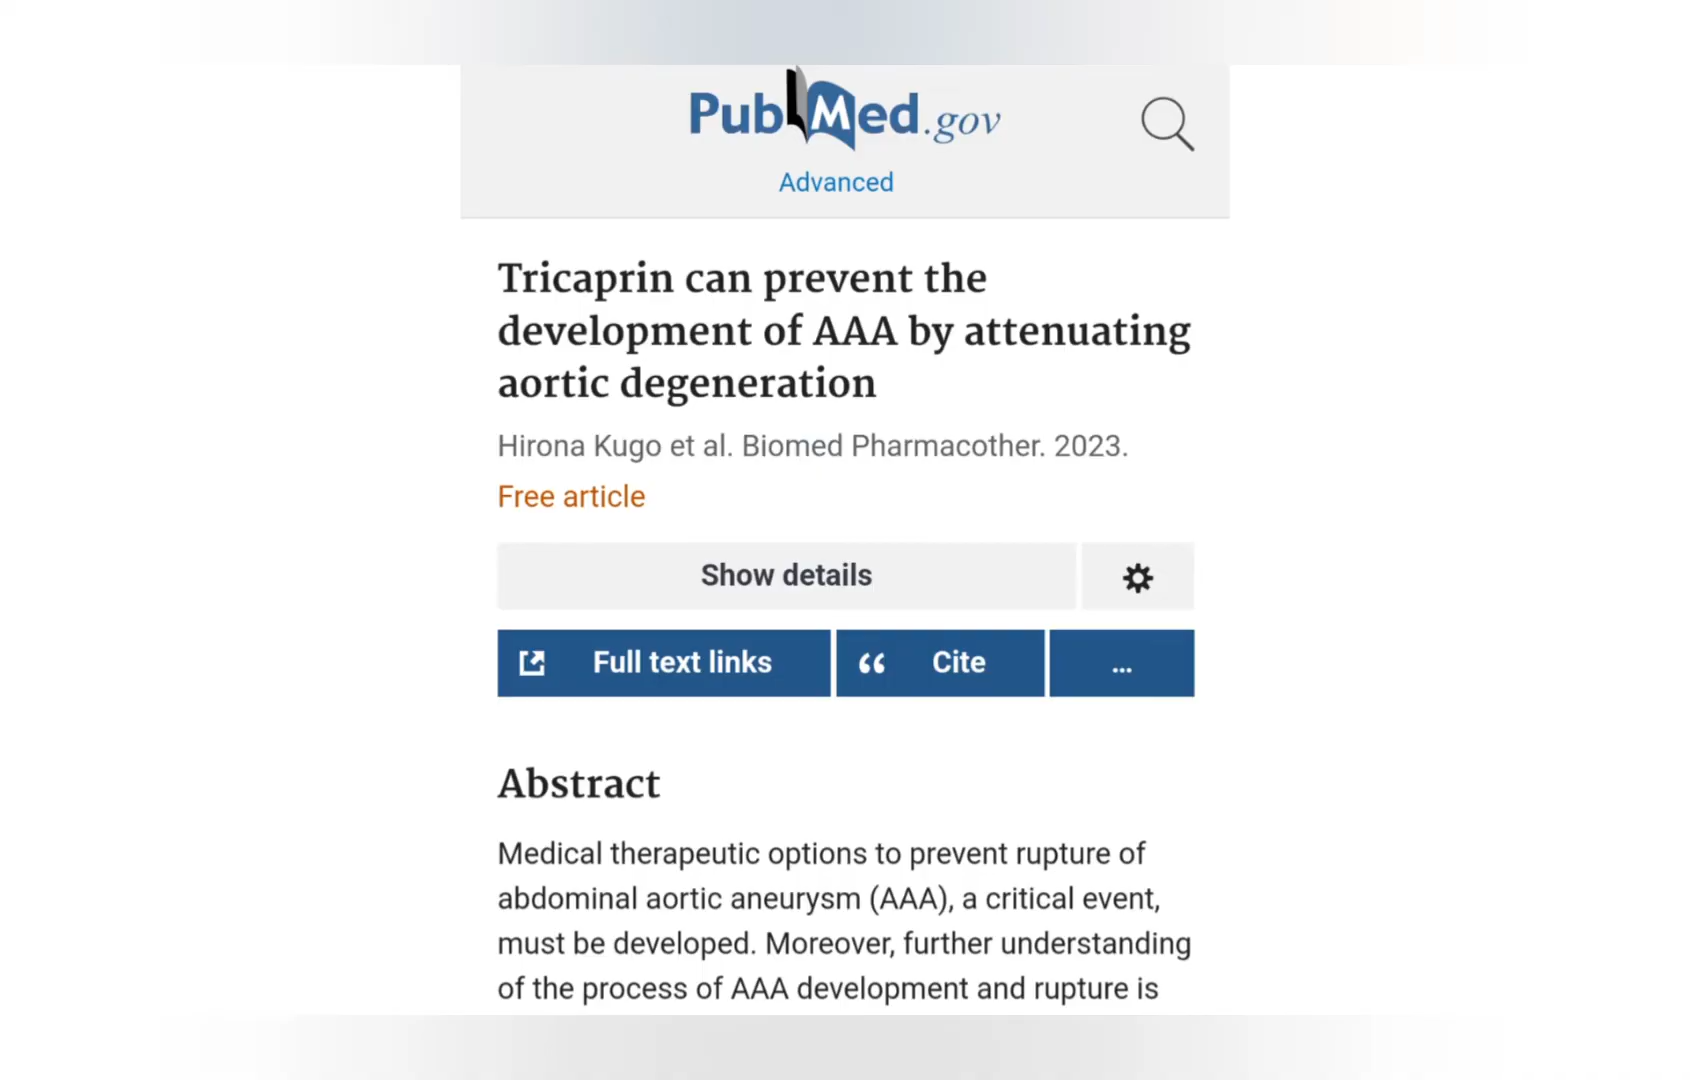 PubMed.gov
Advanced
Tricaprin can prevent the
development of AAA by attenuating
aortic degeneration
Hirona Kugo et al. Biomed Pharmacother. 2023.
Free article
Show details
Full text links
Cite
...
Abstract
Medical therapeutic options to prevent rupture of
abdominal aortic aneurysm (AAA), a critical event,
must be developed. Moreover, further understanding
of the process of AAA development and rupture is